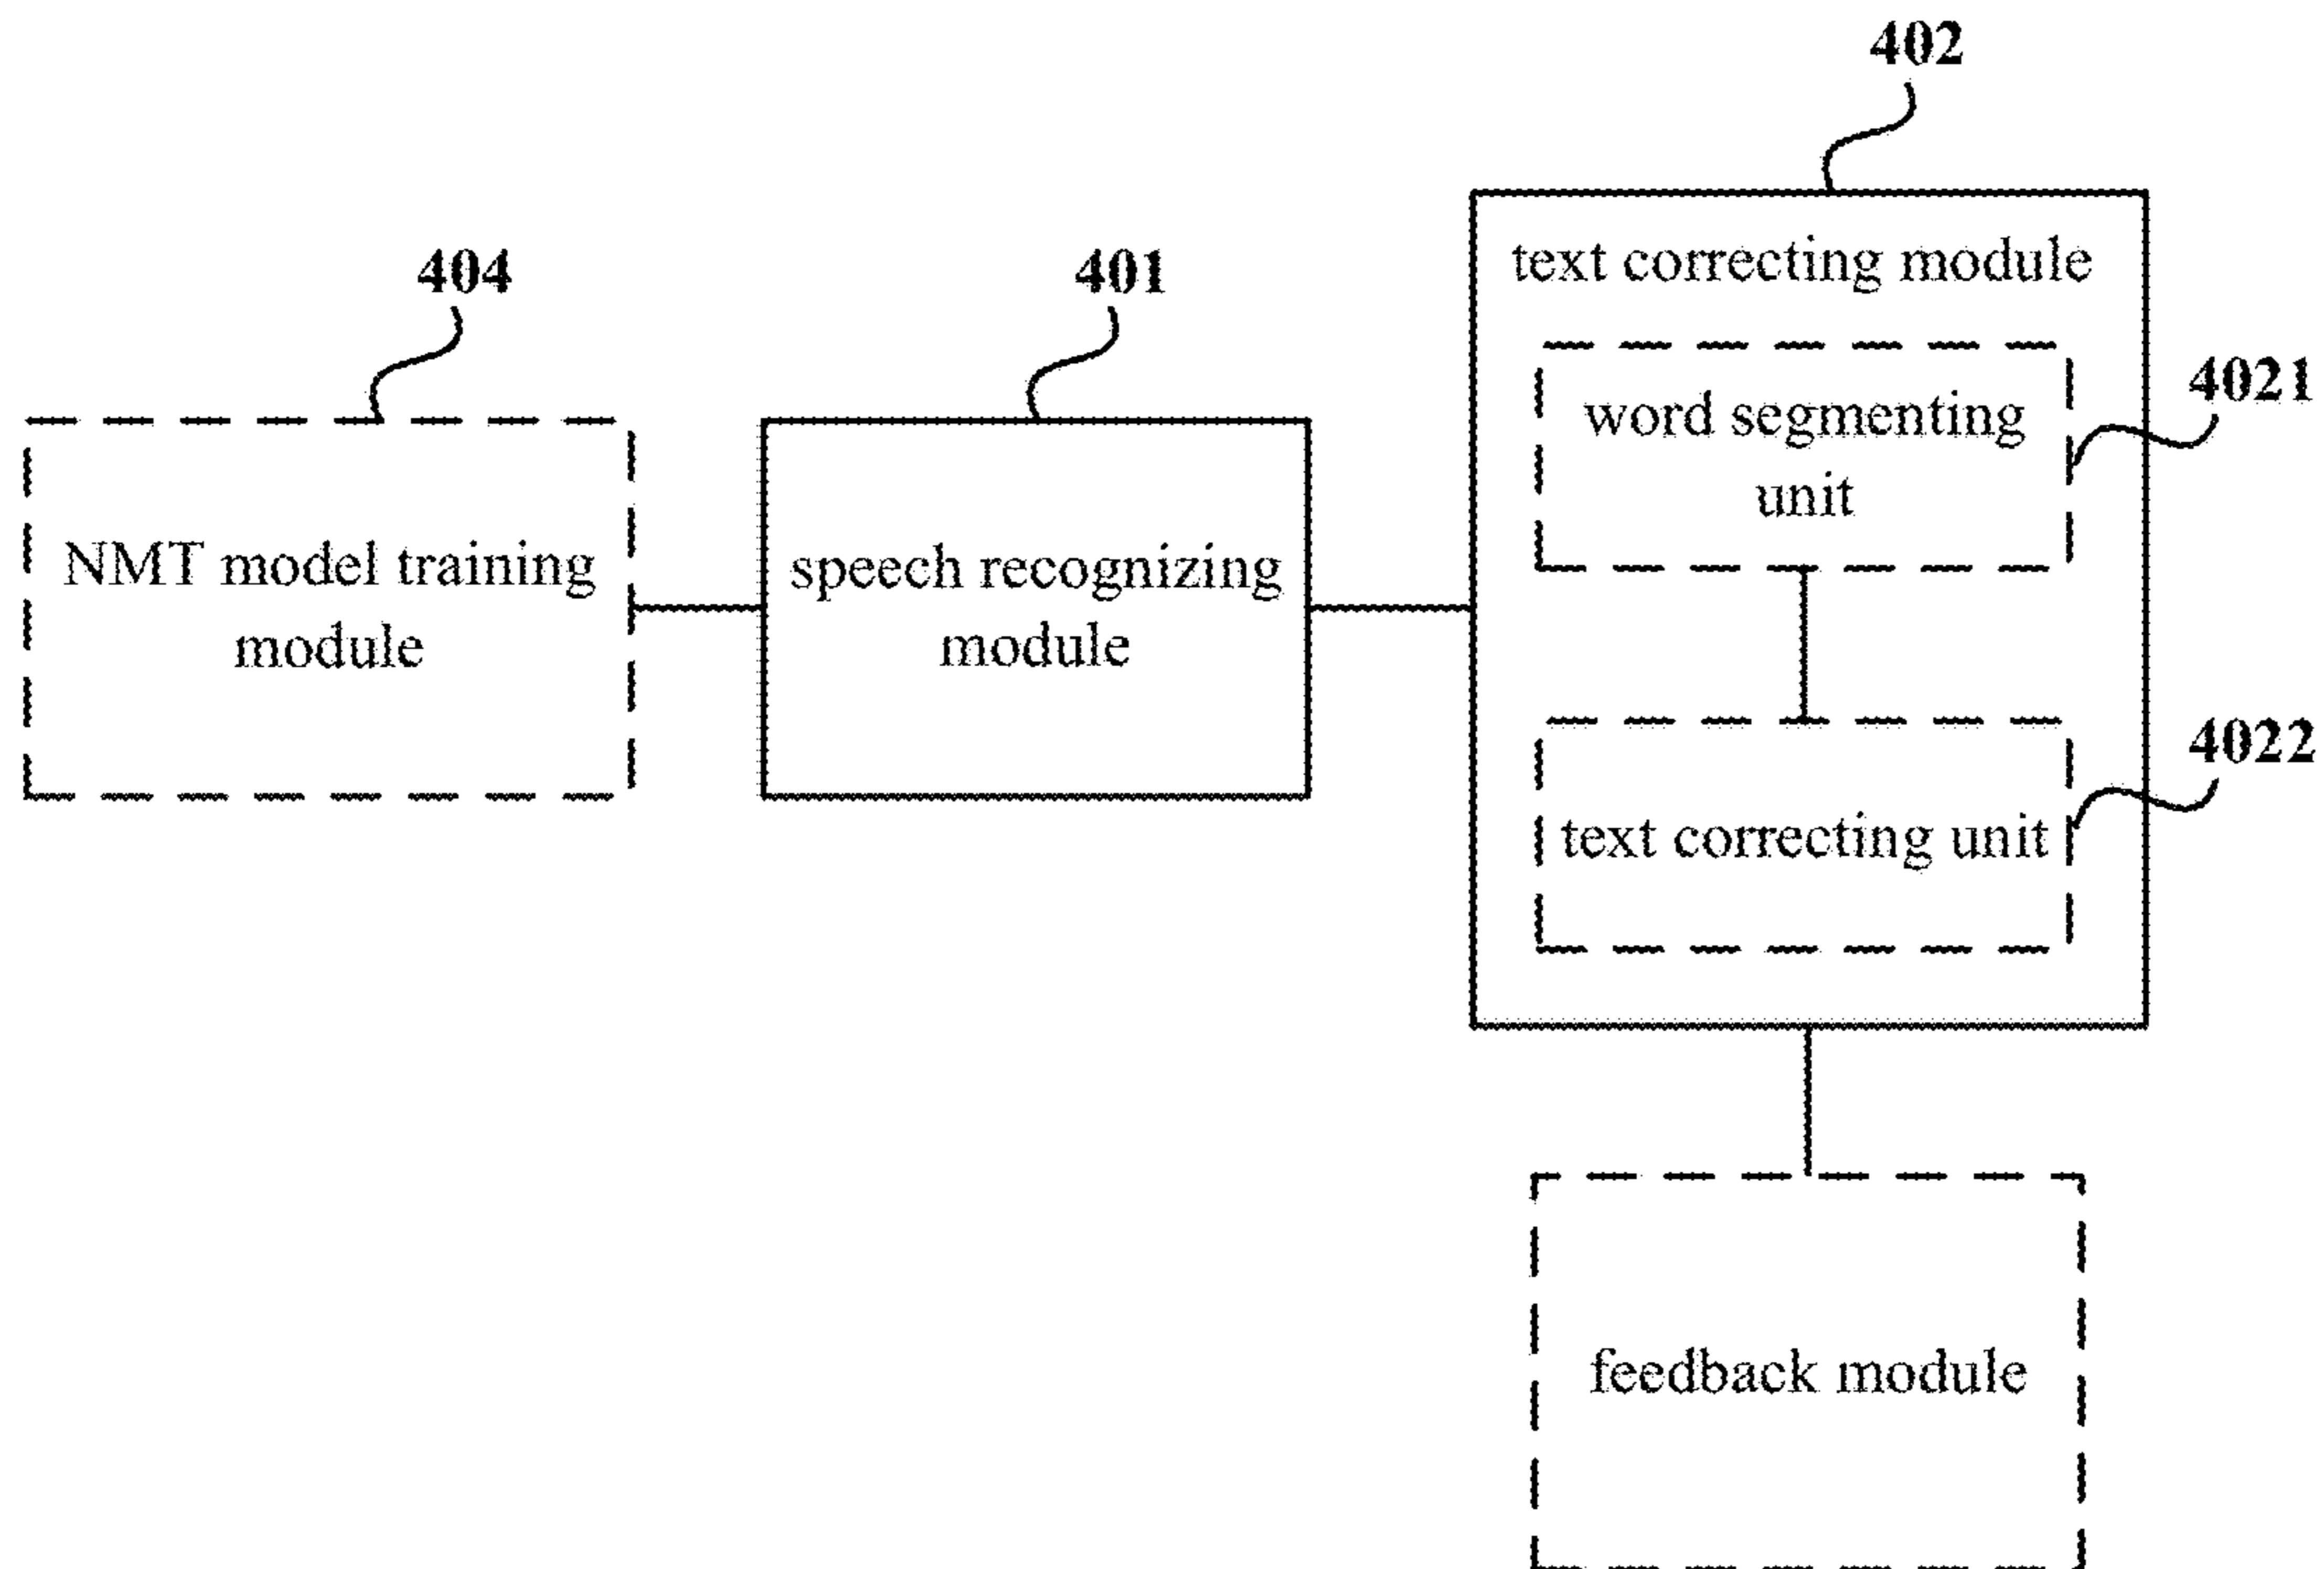 402
text correcting module
404
401
word segmenting
unit
4021
NMT model training
module
speech recognizing
module
4022
text correcting unit
feedback module